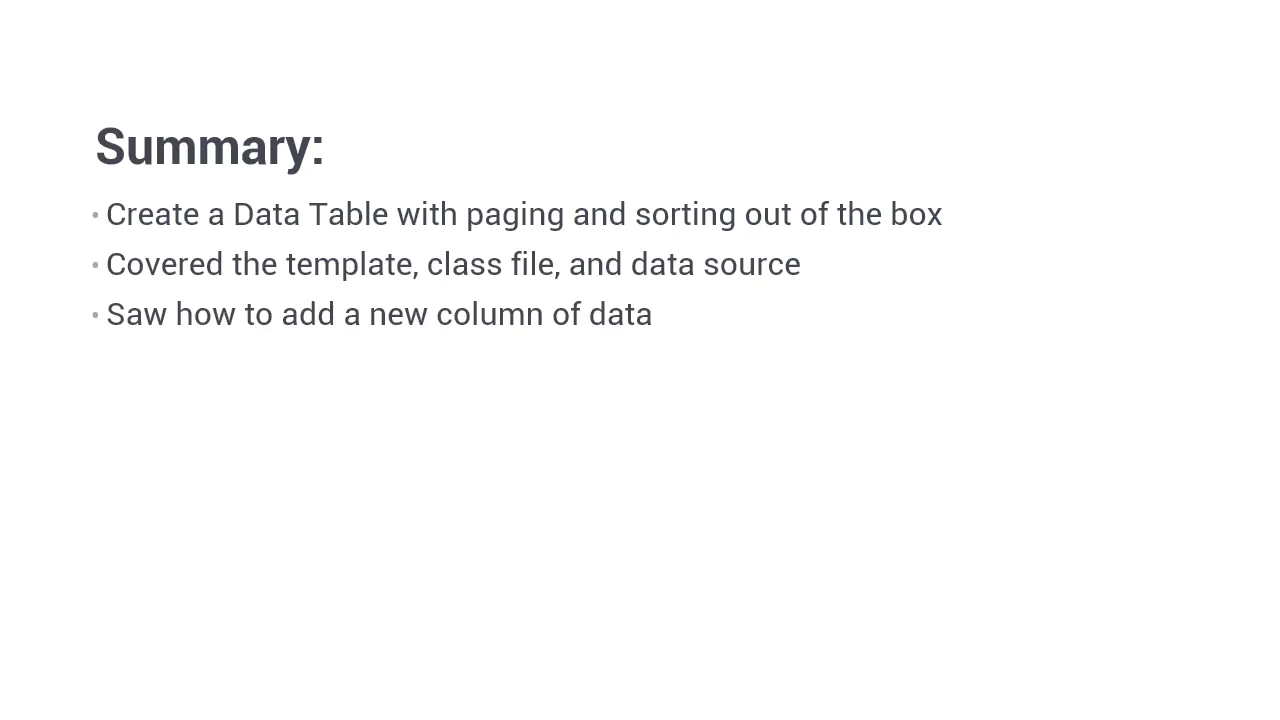 Summary:
• Create a Data Table with paging and sorting out of the box
• Covered the template, class file, and data source
• Saw how to add a new column of data